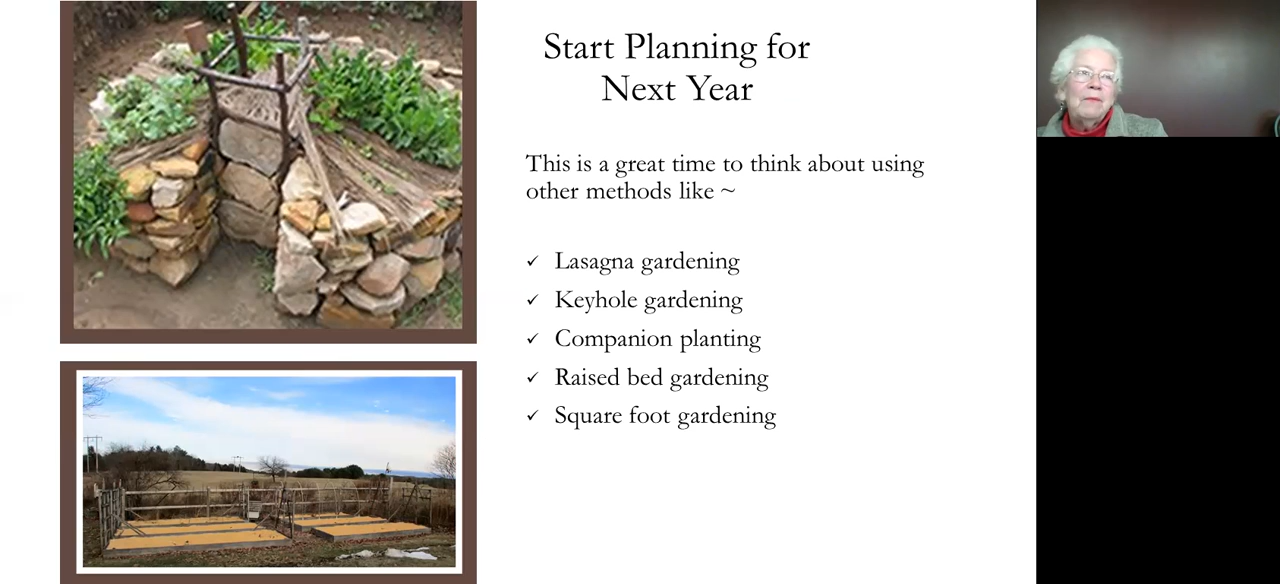 Start Planning for
Next Year
This is a great time to think about using
other methods like ~
✓ Lasagna gardening
✓ Keyhole gardening
✓ Companion planting
✓ Raised bed gardening
✓ Square foot gardening